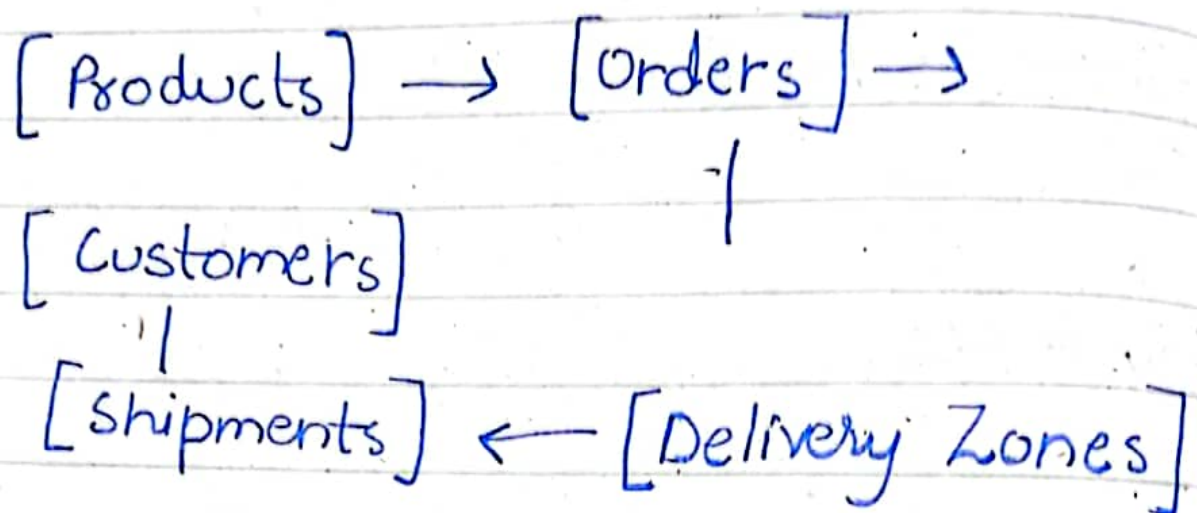 [Products] → [Orders] →
|
[Customers]
|
[Shipments] ← [Delivery Zones]